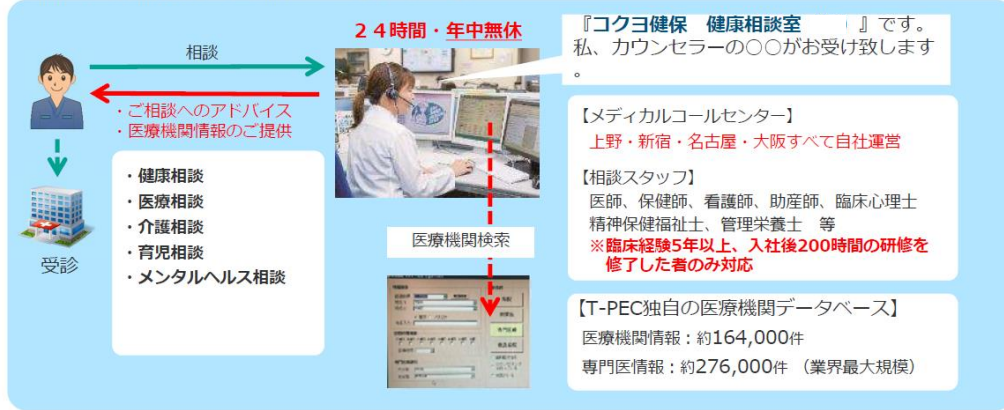 相談
・ご相談へのアドバイス
・医療機関情報のご提供
受診
・健康相談
・医療相談
・介護相談
・育児相談
・メンタルヘルス相談
24時間・年中無休
医療機関検索
『コクヨ健保 健康相談室 』です。
私、カウンセラーの○○がお受け致します
。
【メディカルコールセンター】
上野・新宿・名古屋・大阪すべて自社運営
【相談スタッフ】
医師、保健師、看護師、助産師、臨床心理士
精神保健福祉士、管理栄養士 等
※臨床経験5年以上、入社後200時間の研修を
修了した者のみ対応
【T-PEC独自の医療機関データベース】
医療機関情報：約164,000件
専門医情報：約276,000件 （業界最大規模）